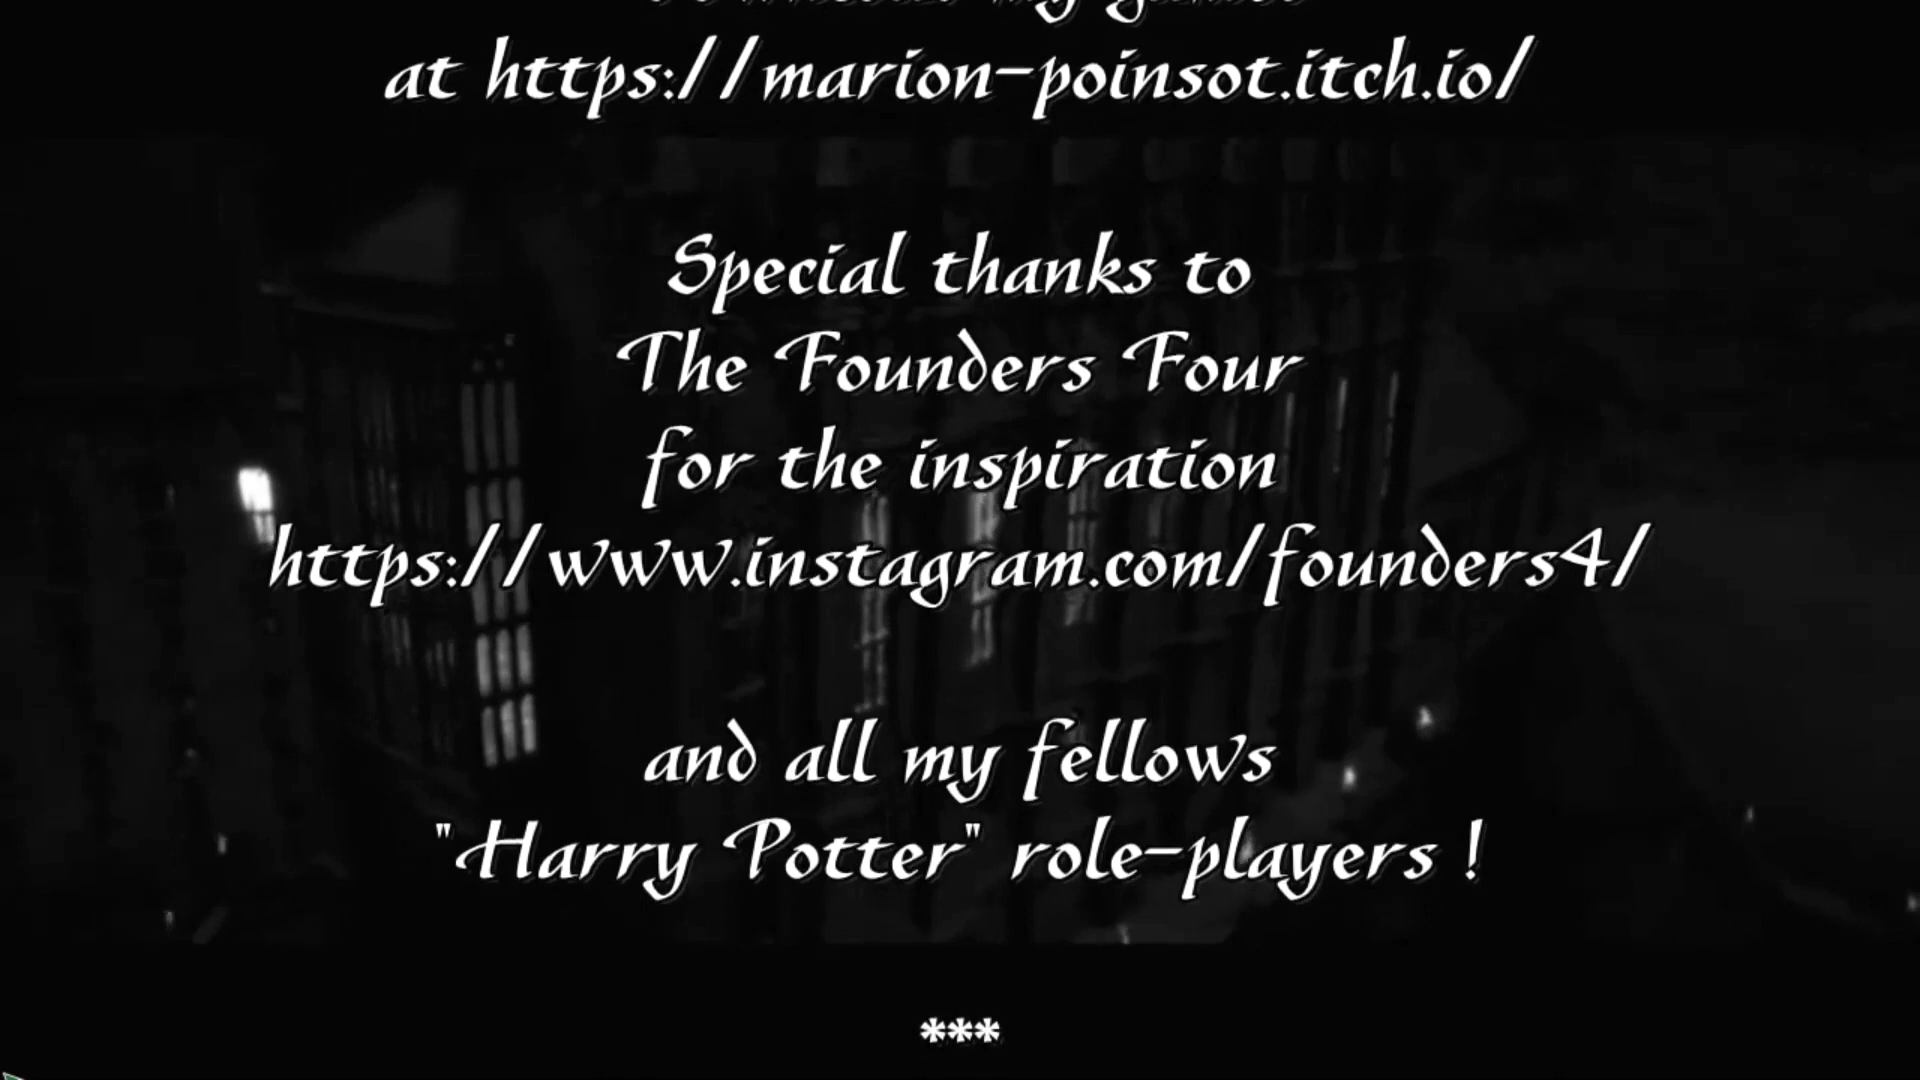 at https://marion-poinsot.itch.io/
Special thanks to
The Founders Four
for the inspiration
https://www.instagram.com/founders4/
and all my fellows
"Harry Potter" role-players !
***